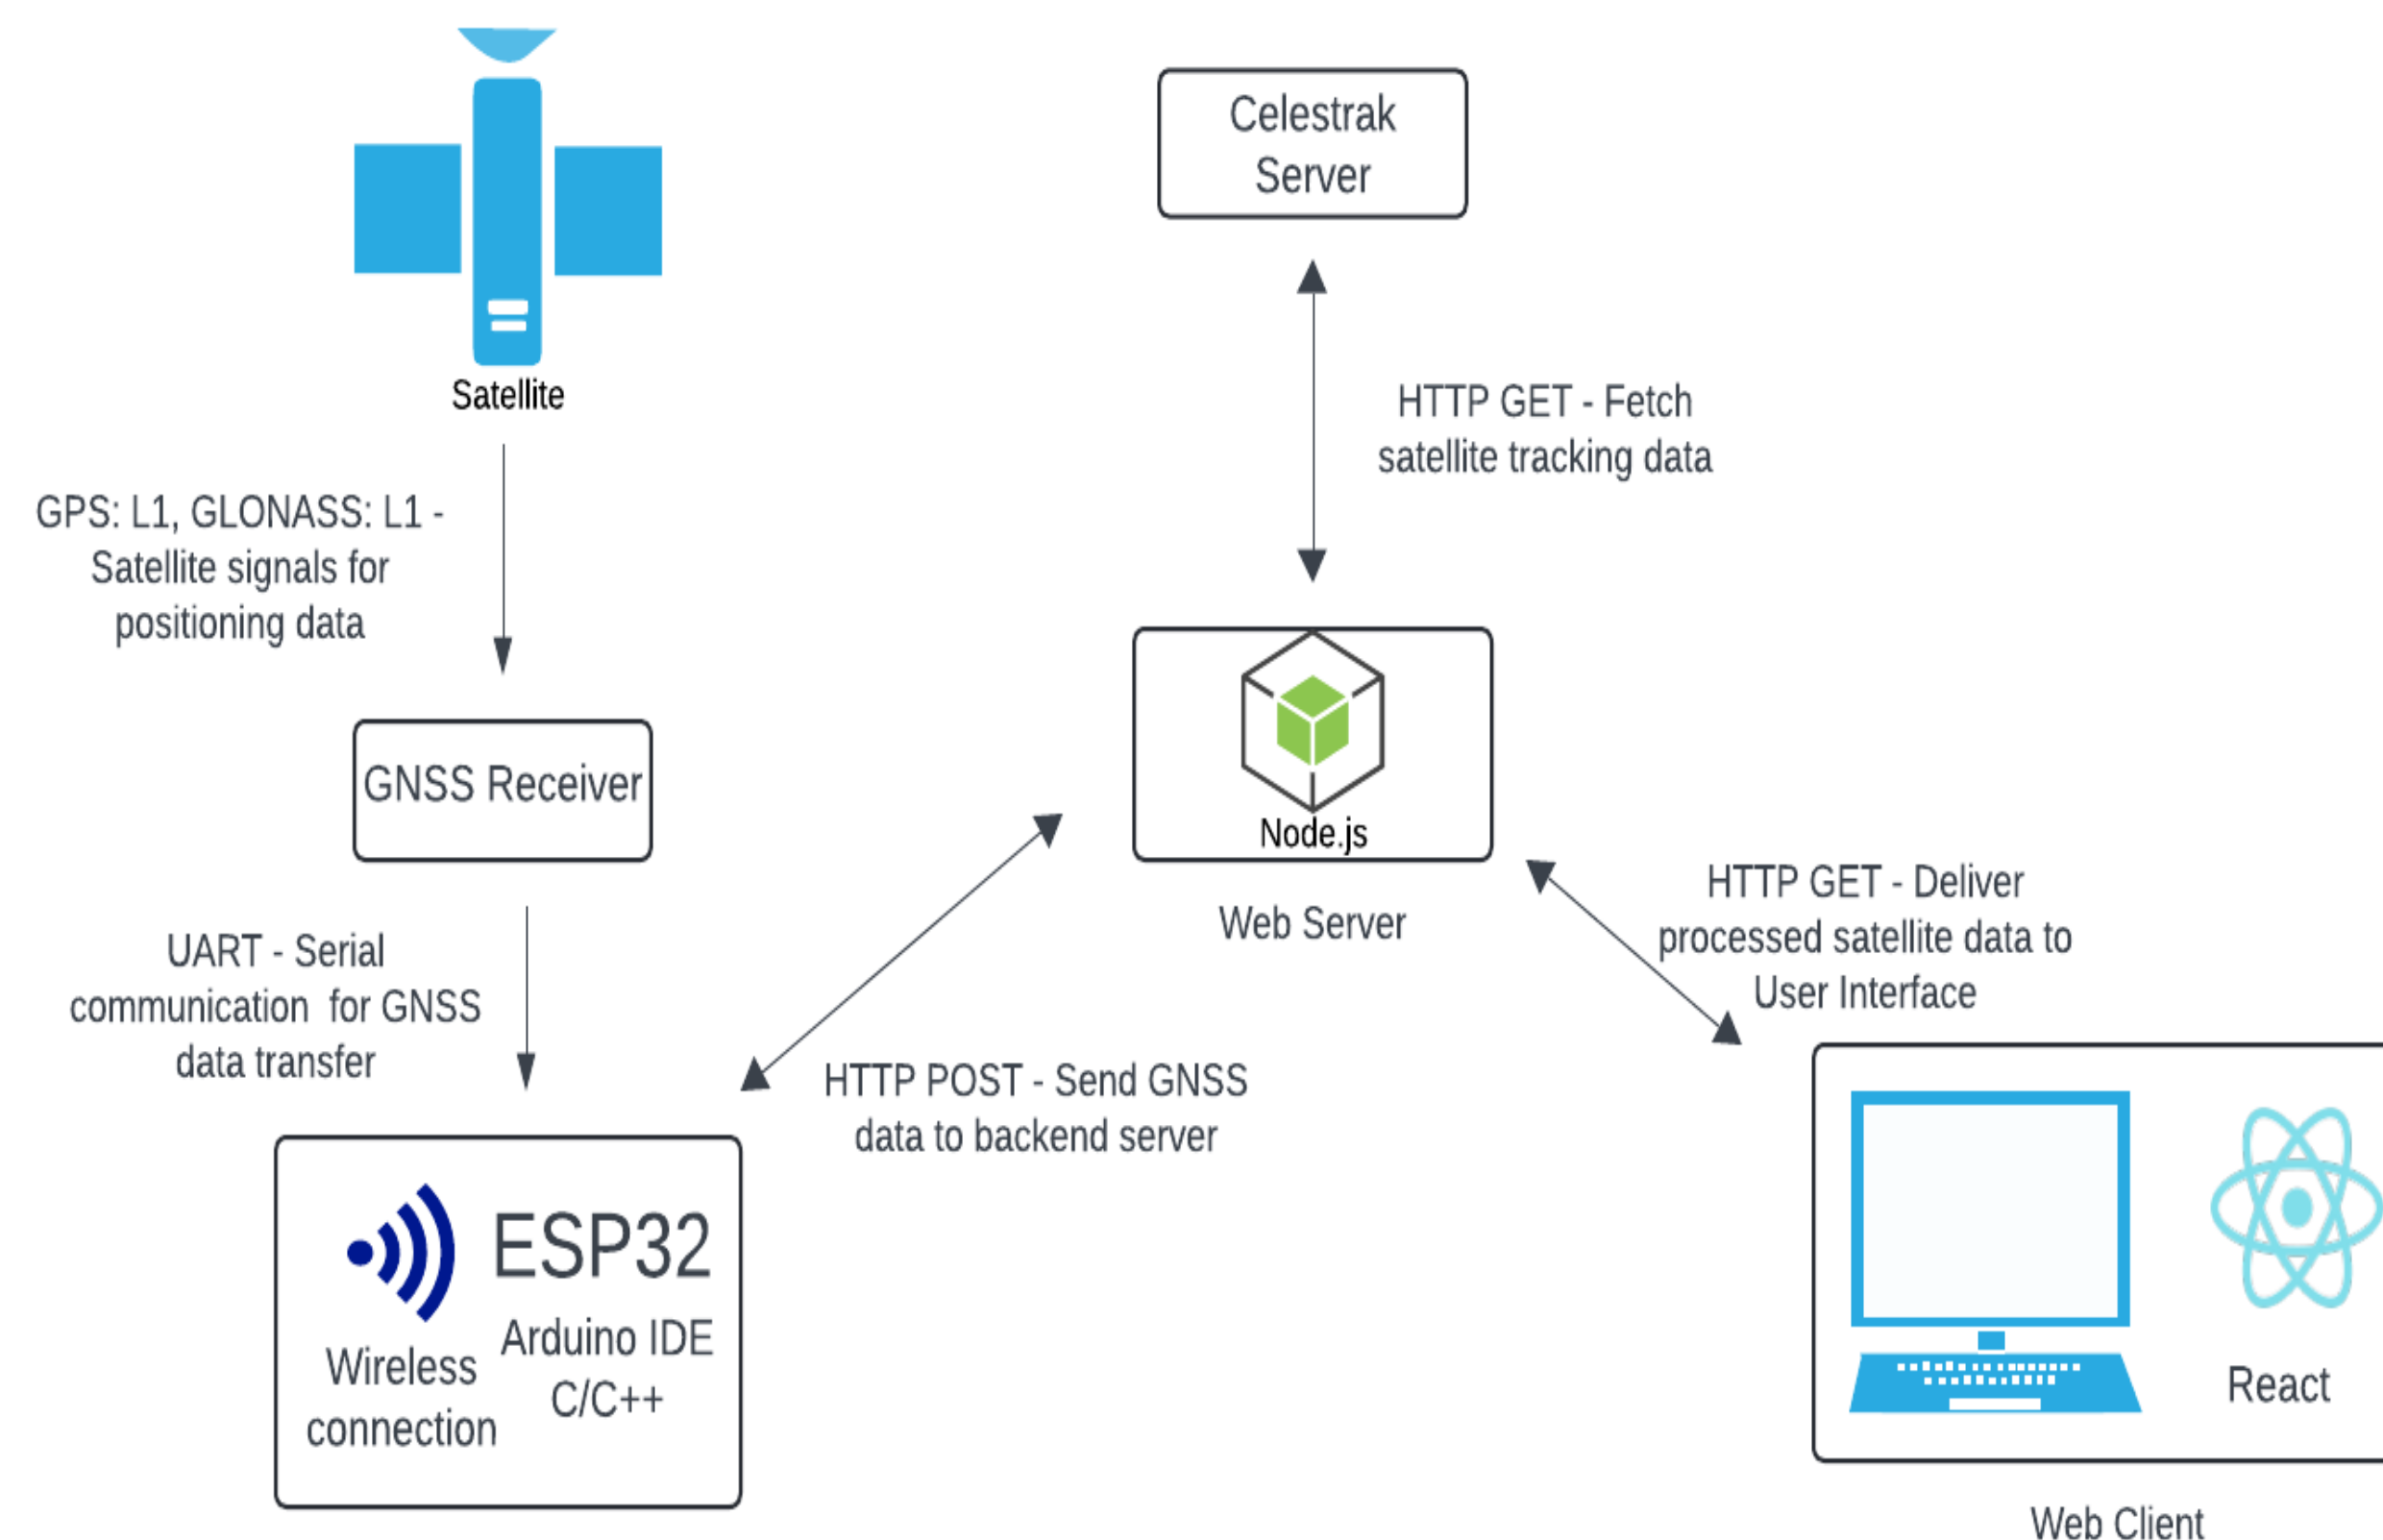 Satellite
GPS: L1, GLONASS: L1 -
Satellite signals for
positioning data
GNSS Receiver
UART - Serial
communication  for GNSS
data transfer
ESP32
Arduino IDE
C/C++
Wireless
connection
HTTP POST - Send GNSS
data to backend server
Celestrak
Server
HTTP GET - Fetch
satellite tracking data
Node.js
Web Server
HTTP GET - Deliver
processed satellite data to
User Interface
React
Web Client